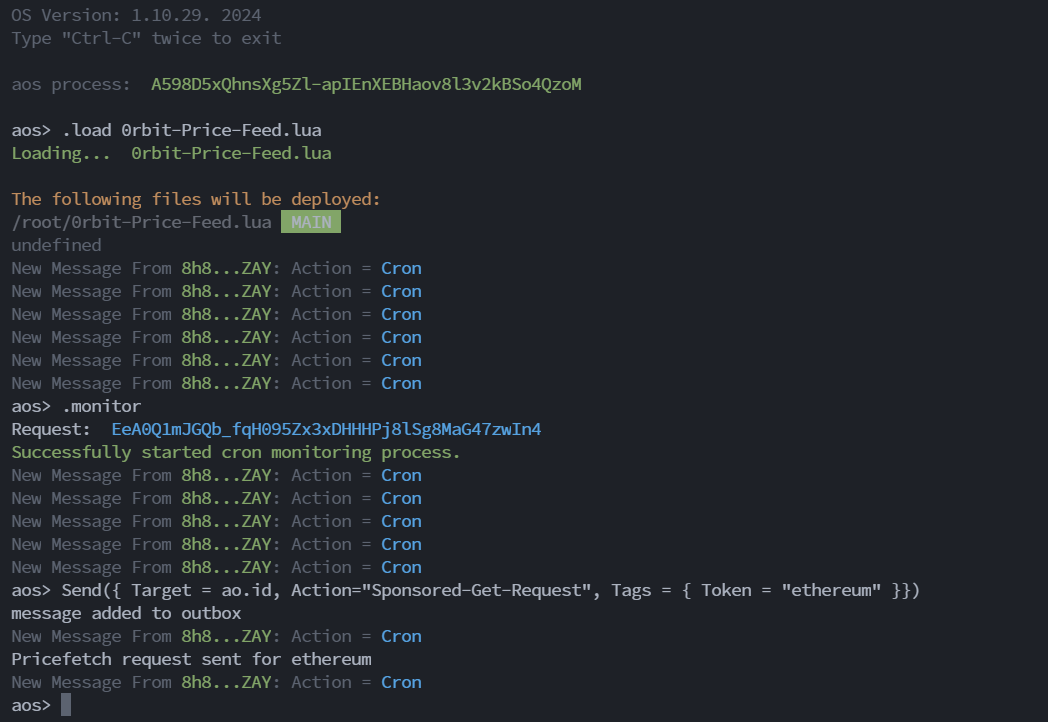 OS Version: 1.10.29. 2024
Type "Ctrl-C" twice to exit
aos process:  A598D5xQhnsXg5Zl-apIEnXEBHaov8l3v2kBSo4QzoM
aos> .load 0rbit-Price-Feed.lua
Loading...  0rbit-Price-Feed.lua
The following files will be deployed:
/root/0rbit-Price-Feed.lua MAIN
undefined
New Message From 8h8...ZAY: Action = Cron
New Message From 8h8...ZAY: Action = Cron
New Message From 8h8...ZAY: Action = Cron
New Message From 8h8...ZAY: Action = Cron
New Message From 8h8...ZAY: Action = Cron
New Message From 8h8...ZAY: Action = Cron
aos> .monitor
Request:  EeA0Q1mJGQb_fqH095Zx3xDHHHPj8lSg8MaG47zwIn4
Successfully started cron monitoring process.
New Message From 8h8...ZAY: Action = Cron
New Message From 8h8...ZAY: Action = Cron
New Message From 8h8...ZAY: Action = Cron
New Message From 8h8...ZAY: Action = Cron
New Message From 8h8...ZAY: Action = Cron
aos> Send({ Target = ao.id, Action="Sponsored-Get-Request", Tags = { Token = "ethereum" }})
message added to outbox
New Message From 8h8...ZAY: Action = Cron
Pricefetch request sent for ethereum
New Message From 8h8...ZAY: Action = Cron
aos>